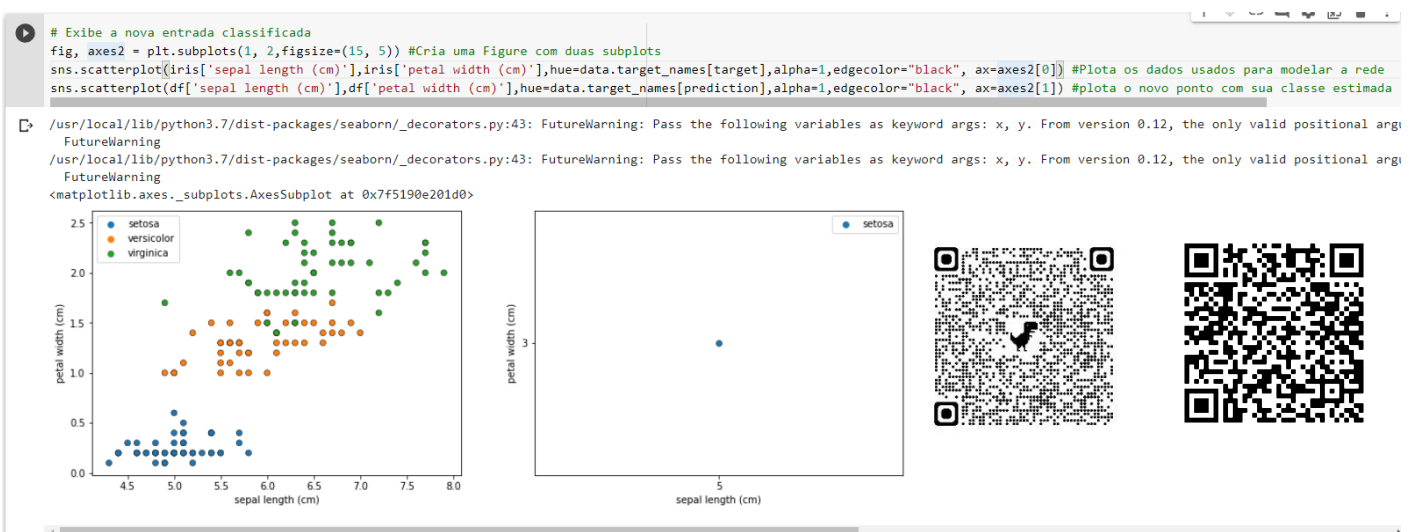 # Exibe a nova entrada classificada
fig, axes2 = plt.subplots(1, 2,figsize=(15, 5)) #Cria uma Figure com duas subplots
sns.scatterplot(iris['sepal length (cm)'],iris['petal width (cm)'],hue=data.target_names[target],alpha=1,edgecolor="black", ax=axes2[0]) #Plota os dados usados para modelar a rede
sns.scatterplot(df['sepal length (cm)'],df['petal width (cm)'],hue=data.target_names[prediction],alpha=1,edgecolor="black", ax=axes2[1]) #plota o novo ponto com sua classe estimada
/usr/local/lib/python3.7/dist-packages/seaborn/_decorators.py:43: FutureWarning: Pass the following variables as keyword args: x, y. From version 0.12, the only valid positional argu
FutureWarning
/usr/local/lib/python3.7/dist-packages/seaborn/_decorators.py:43: FutureWarning: Pass the following variables as keyword args: x, y. From version 0.12, the only valid positional argu
FutureWarning
<matplotlib.axes._subplots.AxesSubplot at 0x7f5190e201d0>
setosa
versicolor
virginica
2.5
2.0
1.5
1.0
0.5
0.0
petal width (cm)
4.5 5.0 5.5 6.0 6.5 7.0 7.5 8.0
sepal length (cm)
setosa
3
petal width (cm)
5
sepal length (cm)